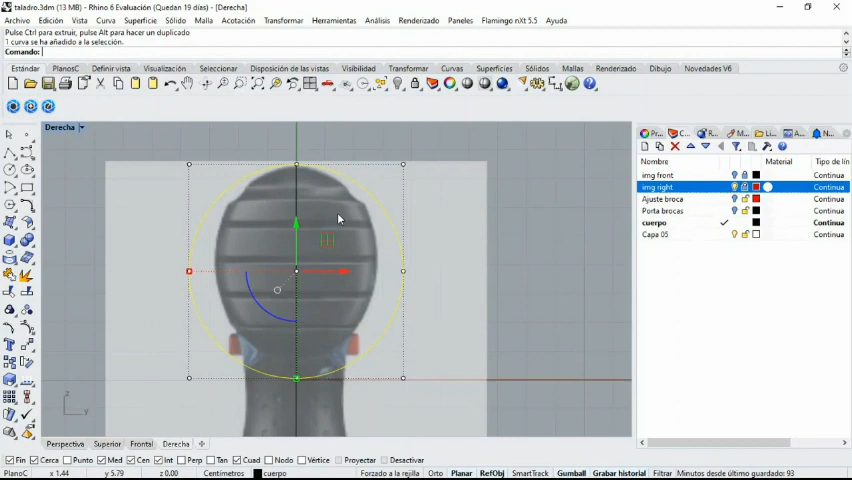 taladro.3dm (13 MB) - Rhino 6 Evaluación (Quedan 19 días) - [Derecha]
Archivo Edición Vista Curva Superficie Sólido Malla Acotación Transformar Herramientas Análisis Renderizado Paneles Flamingo nXt 5.5 Ayuda
Pulse Ctrl para extruir, pulse Alt para hacer un duplicado
1 curva se ha añadido a la selección.
Comando:
Estándar PlanosC Definir vista Visualización Seleccionar Disposición de las vistas Visibilidad Transformar Curvas Superficies Sólidos Mallas Renderizado Dibujo Novedades V6
Derecha
Pr... C... R... M... Li... A... N...
Nombre Material Tipo de lín
img front Continua
img right Continua
Ajuste broca Continua
Porta brocas Continua
cuerpo Continua
Capa 05 Continua
z
y
Perspectiva Superior Frontal Derecha
Fin Cerca Punto Med Cen Int Perp Tan Cuad Nodo Vértice Proyectar Desactivar
PlanoC x 1.44 y 5.79 z 0.00 Centímetros cuerpo Forzado a la rejilla Orto Planar RefObj SmartTrack Gumball Grabar historial Filtrar Minutos desde último guardado: 93